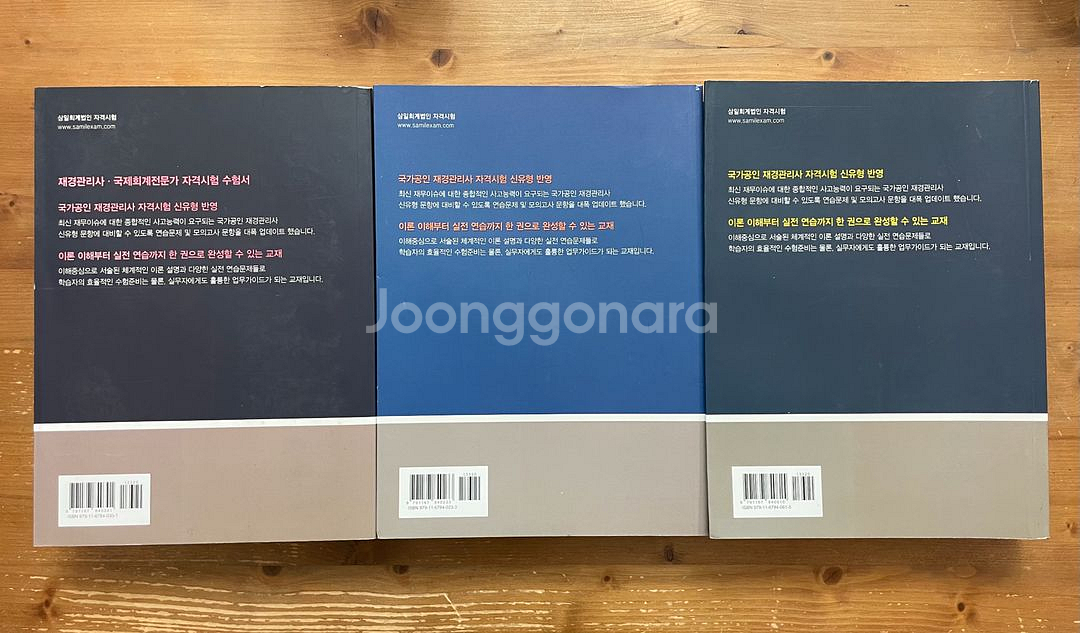 삼일회계법인 자격시험
www.samilexam.com
재경관리사 · 국제회계전문가 자격시험 수험서
국가공인 재경관리사 자격시험 신유형 반영
최신 재무이슈에 대한 종합적인 사고능력이 요구되는 국가공인 재경관리사
신유형 문항에 대비할 수 있도록 연습문제 및 모의고사 문항을 대폭 업데이트 했습니다.
이론 이해부터 실전 연습까지 한 권으로 완성할 수 있는 교재
이해중심으로 서술된 체계적인 이론 설명과 다양한 실전 연습문제들로
학습자의 효율적인 수험준비는 물론, 실무자에게도 훌륭한 업무가이드가 되는 교재입니다.
삼일회계법인 자격시험
www.samilexam.com
국가공인 재경관리사 자격시험 신유형 반영
최신 재무이슈에 대한 종합적인 사고능력이 요구되는 국가공인 재경관리사
신유형 문항에 대비할 수 있도록 연습문제 및 모의고사 문항을 대폭 업데이트 했습니다.
이론 이해부터 실전 연습까지 한 권으로 완성할 수 있는 교재
이해중심으로 서술된 체계적인 이론 설명과 다양한 실전 연습문제들로
학습자의 효율적인 수험준비는 물론, 실무자에게도 훌륭한 업무가이드가 되는 교재입니다.
삼일회계법인 자격시험
www.samilexam.com
국가공인 재경관리사 자격시험 신유형 반영
최신 재무이슈에 대한 종합적인 사고능력이 요구되는 국가공인 재경관리사
신유형 문항에 대비할 수 있도록 연습문제 및 모의고사 문항을 대폭 업데이트 했습니다.
이론 이해부터 실전 연습까지 한 권으로 완성할 수 있는 교재
이해중심으로 서술된 체계적인 이론 설명과 다양한 실전 연습문제들로
학습자의 효율적인 수험준비는 물론, 실무자에게도 훌륭한 업무가이드가 되는 교재입니다.
Joonggonara
ISBN
ISBN
ISBN